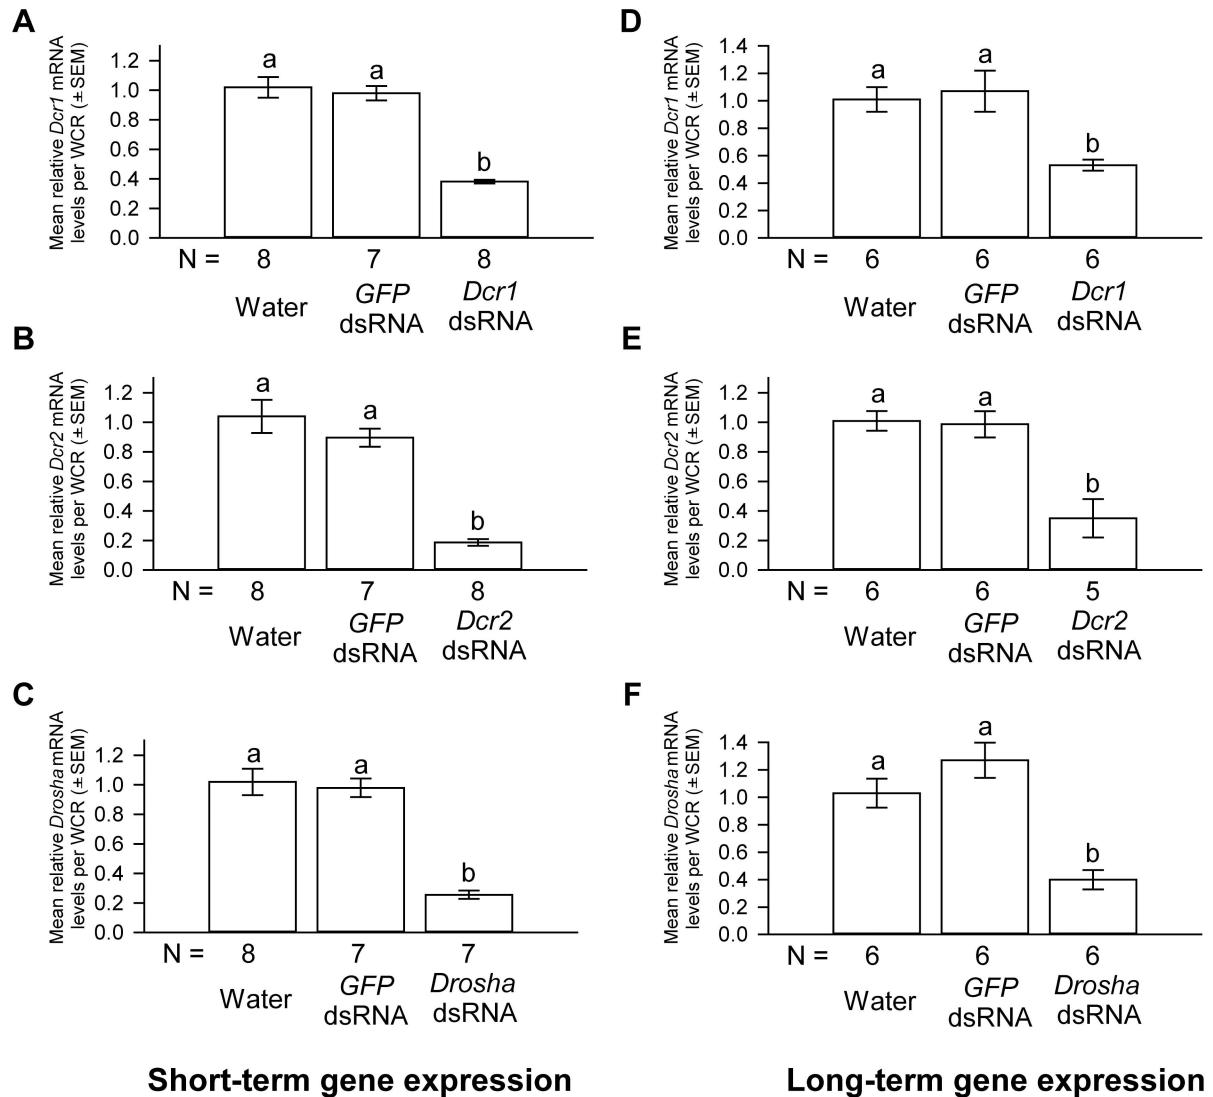 A
Mean relative Dcr1 mRNA
levels per WCR (± SEM)
1.2
1.0
0.8
0.6
0.4
0.2
0.0
a
a
b
N = 8 7 8
Water
GFP
dsRNA
Dcr1
dsRNA
D
Mean relative Dcr1 mRNA
levels per WCR (± SEM)
1.4
1.2
1.0
0.8
0.6
0.4
0.2
0.0
a
a
b
N = 6 6 6
Water
GFP
dsRNA
Dcr1
dsRNA
B
Mean relative Dcr2 mRNA
levels per WCR (± SEM)
1.2
1.0
0.8
0.6
0.4
0.2
0.0
a
a
b
N = 8 7 8
Water
GFP
dsRNA
Dcr2
dsRNA
E
Mean relative Dcr2 mRNA
levels per WCR (± SEM)
1.2
1.0
0.8
0.6
0.4
0.2
0.0
a
a
b
N = 6 6 5
Water
GFP
dsRNA
Dcr2
dsRNA
C
Mean relative Drosha mRNA
levels per WCR (± SEM)
1.2
1.0
0.8
0.6
0.4
0.2
0.0
a
a
b
N = 8 7 7
Water
GFP
dsRNA
Drosha
dsRNA
F
Mean relative Drosha mRNA
levels per WCR (± SEM)
1.4
1.2
1.0
0.8
0.6
0.4
0.2
0.0
a
a
b
N = 6 6 6
Water
GFP
dsRNA
Drosha
dsRNA
Short-term gene expression
Long-term gene expression